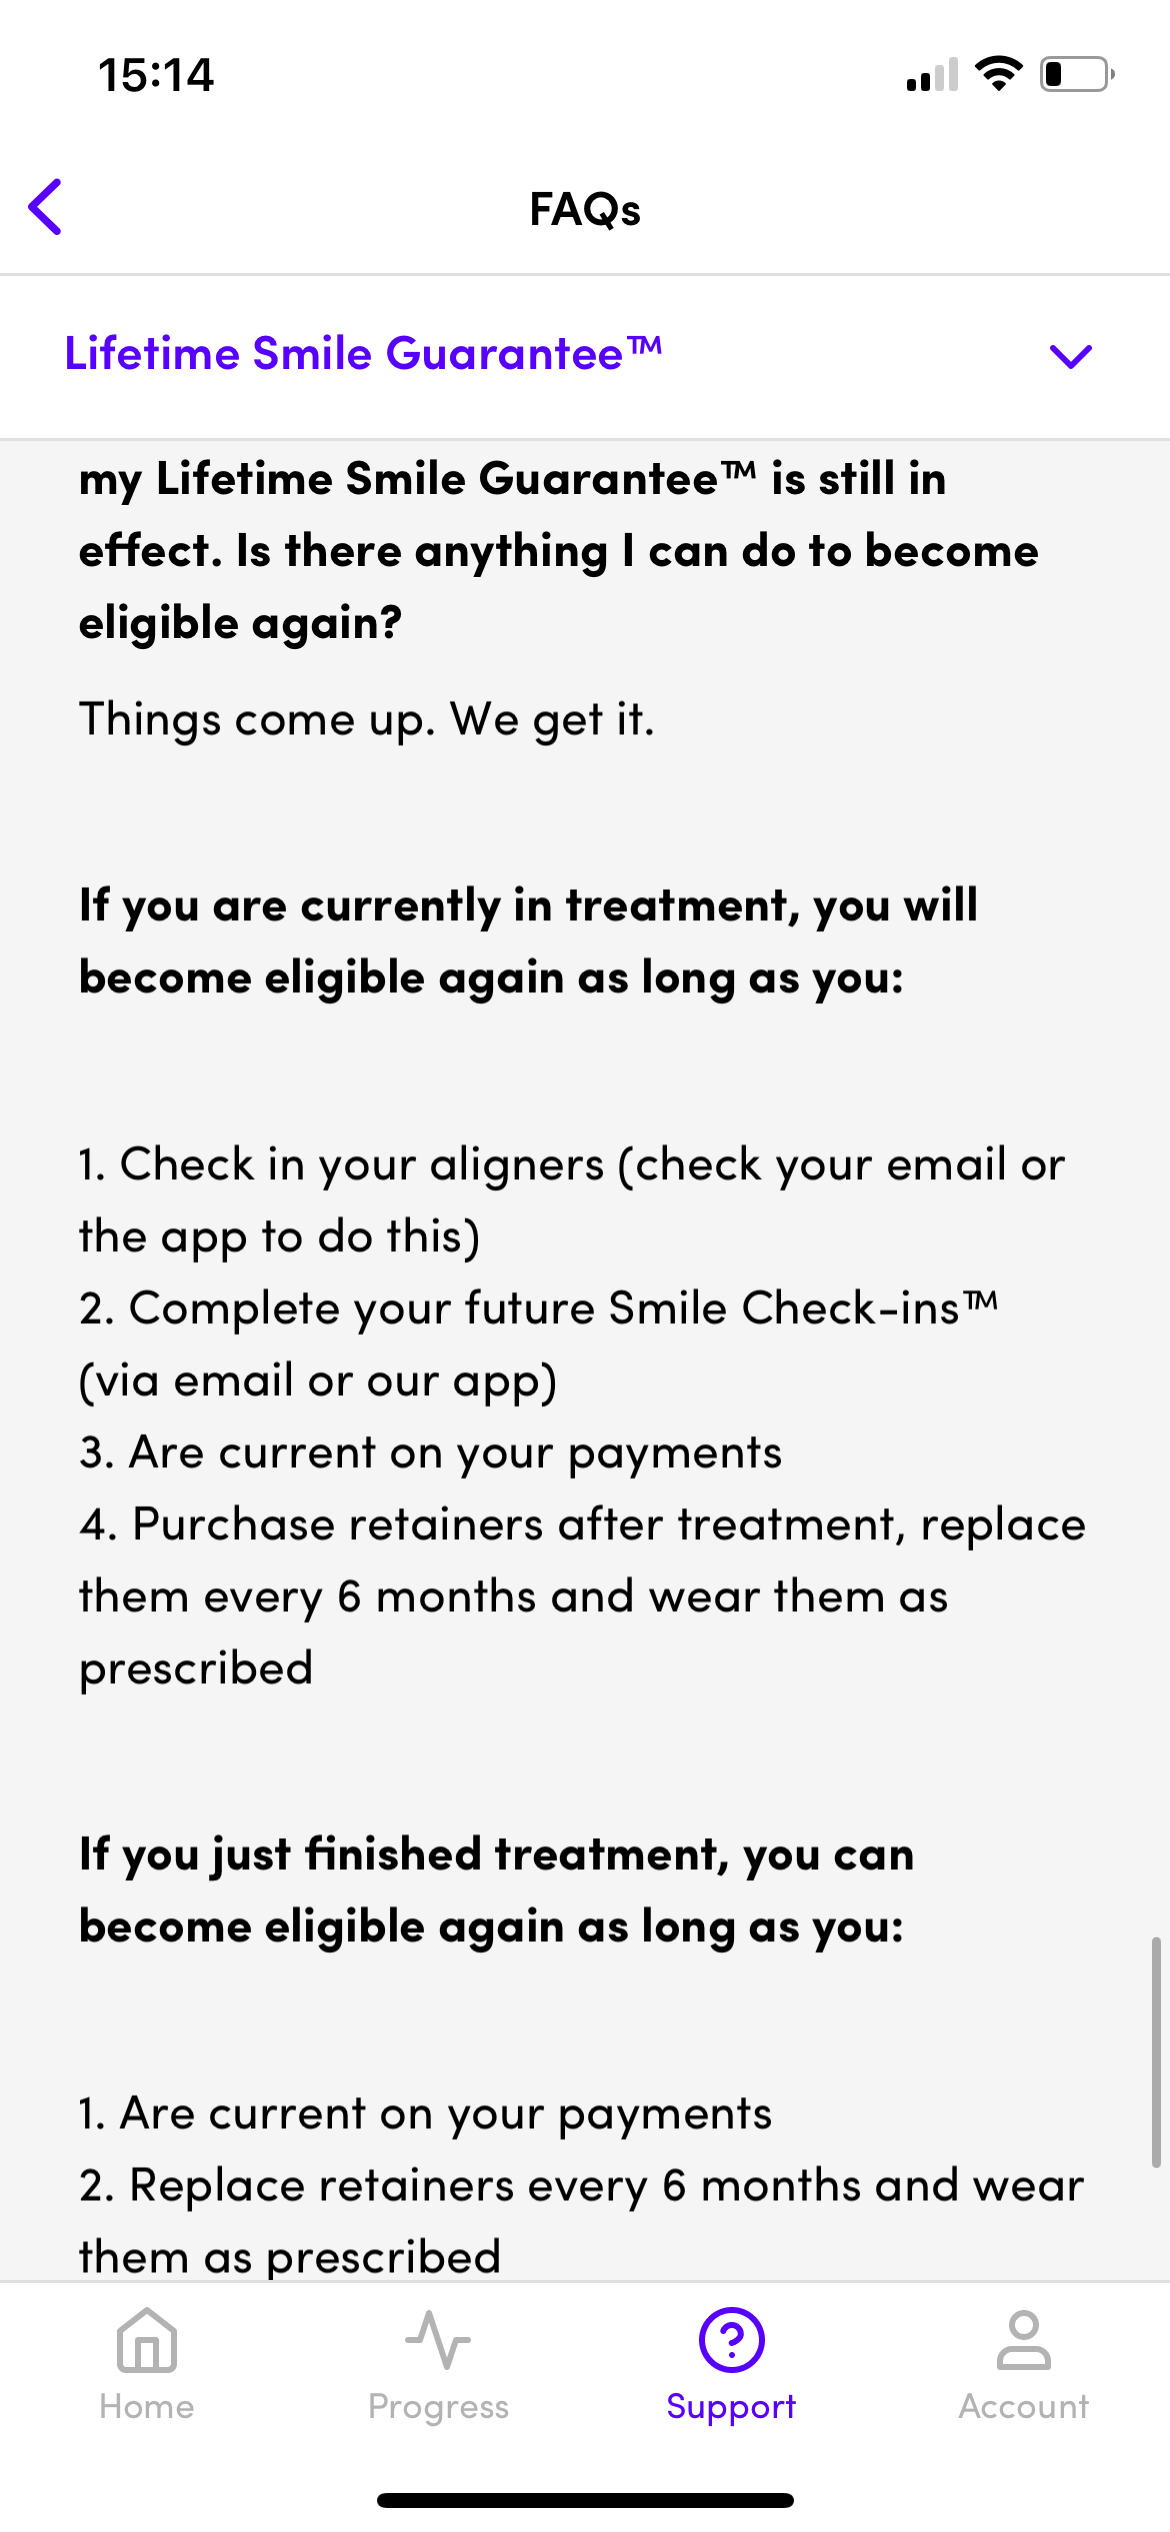 15:14
FAQs
Lifetime Smile Guarantee™
my Lifetime Smile Guarantee™ is still in
effect. Is there anything I can do to become
eligible again?
Things come up. We get it.
If you are currently in treatment, you will
become eligible again as long as you:
1. Check in your aligners (check your email or
the app to do this)
2. Complete your future Smile Check-ins™
(via email or our app)
3. Are current on your payments
4. Purchase retainers after treatment, replace
them every 6 months and wear them as
prescribed
If you just finished treatment, you can
become eligible again as long as you:
1. Are current on your payments
2. Replace retainers every 6 months and wear
them as prescribed
Home
Progress
Support
Account